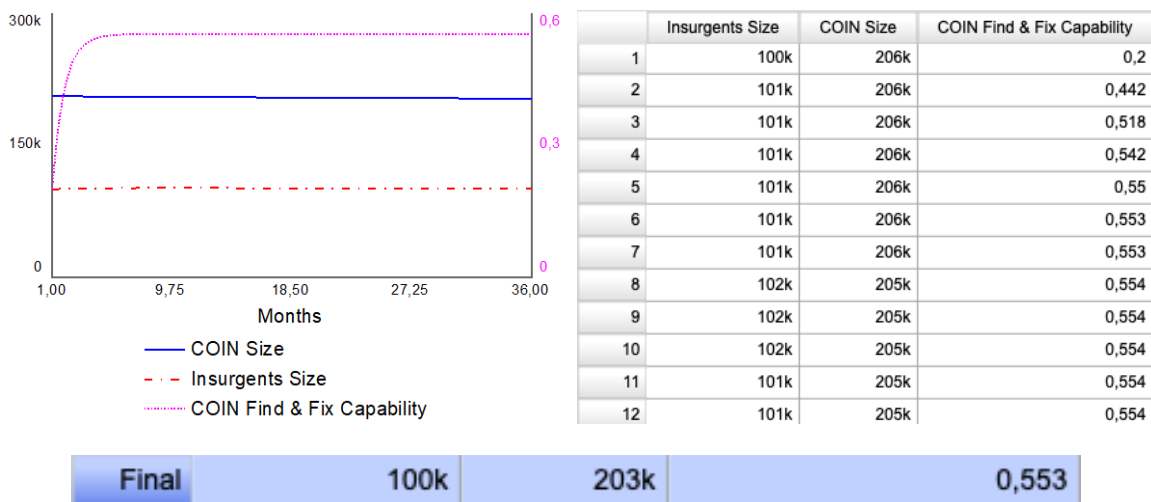 300k
0,6
150k
0,3
0
0
1,00 9,75 18,50 27,25 36,00
Months
COIN Size
Insurgents Size
COIN Find & Fix Capability
Insurgents Size COIN Size COIN Find & Fix Capability
1 100k 206k 0,2
2 101k 206k 0,442
3 101k 206k 0,518
4 101k 206k 0,542
5 101k 206k 0,55
6 101k 206k 0,553
7 101k 206k 0,553
8 102k 205k 0,554
9 102k 205k 0,554
10 102k 205k 0,554
11 101k 205k 0,554
12 101k 205k 0,554
Final 100k 203k 0,553